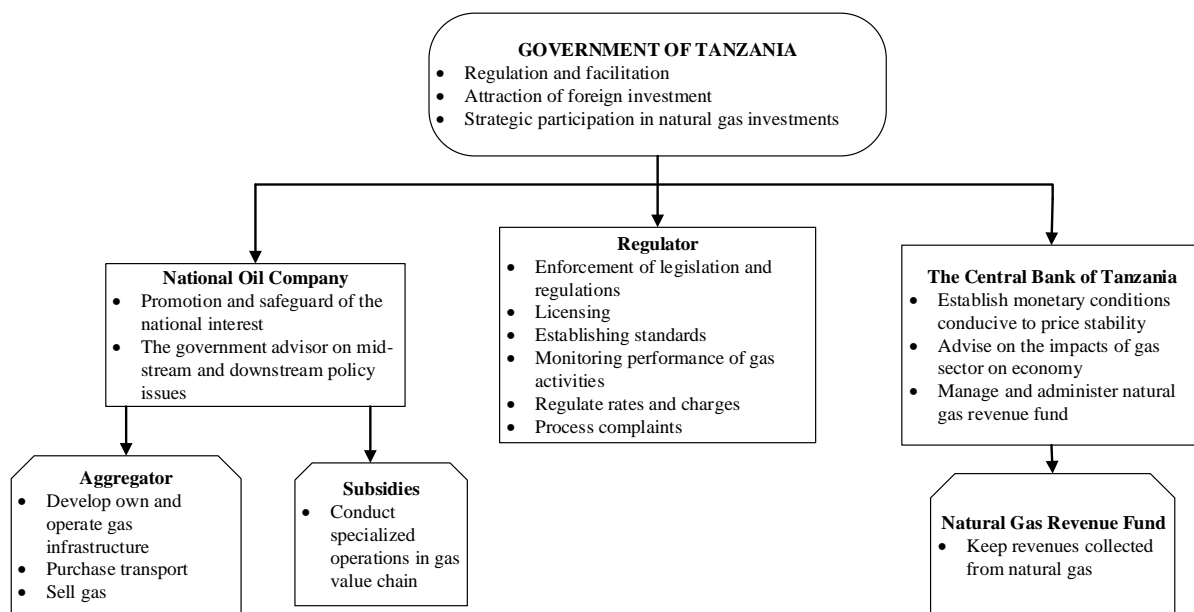 GOVERNMENT OF TANZANIA
• Regulation and facilitation
• Attraction of foreign investment
• Strategic participation in natural gas investments
National Oil Company
• Promotion and safeguard of the
national interest
• The government advisor on mid-
stream and downstream policy
issues
Regulator
• Enforcement of legislation and
regulations
• Licensing
• Establishing standards
• Monitoring performance of gas
activities
• Regulate rates and charges
• Process complaints
The Central Bank of Tanzania
• Establish monetary conditions
conducive to price stability
• Advise on the impacts of gas
sector on economy
• Manage and administer natural
gas revenue fund
Aggregator
• Develop own and
operate gas
infrastructure
• Purchase transport
• Sell gas
Subsidies
• Conduct
specialized
operations in gas
value chain
Natural Gas Revenue Fund
• Keep revenues collected
from natural gas